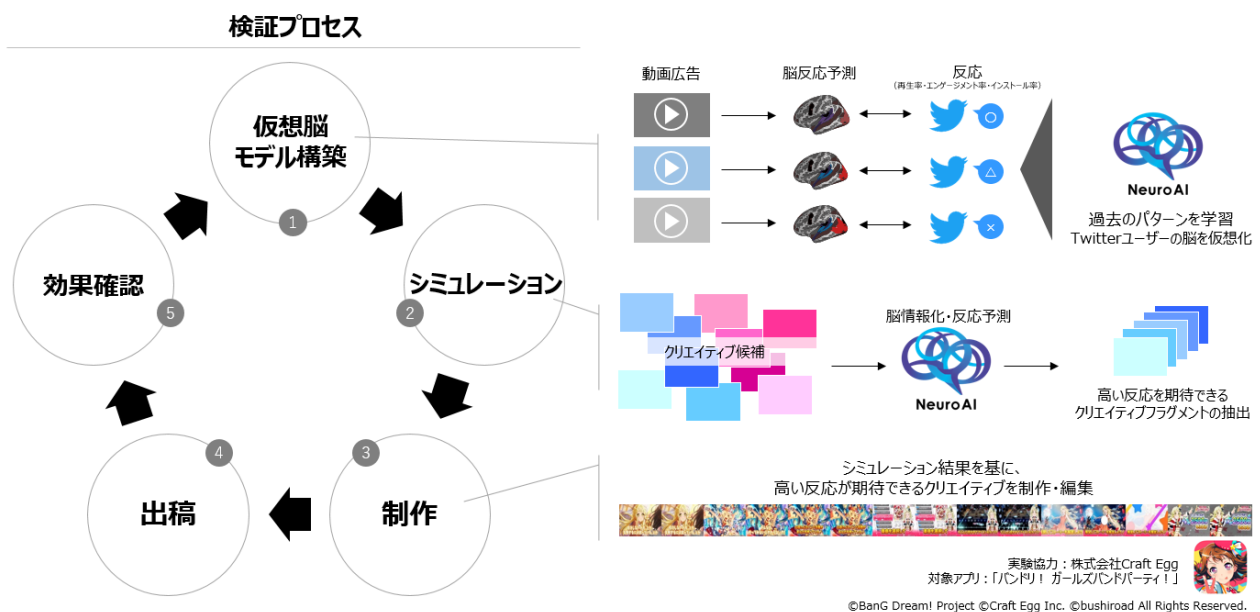 検証プロセス
仮想脳
モデル構築
1
シミュレーション
2
制作
3
出稿
4
効果確認
5
動画広告
脳反応予測
反応
(再生率・エンゲージメント率・インストール率)
NeuroAI
過去のパターンを学習
Twitterユーザーの脳を仮想化
クリエイティブ候補
脳情報化・反応予測
NeuroAI
高い反応を期待できる
クリエイティブフラグメントの抽出
シミュレーション結果を基に、
高い反応が期待できるクリエイティブを制作・編集
実験協力：株式会社Craft Egg
対象アプリ：「バンドリ！ ガールズバンドパーティ！」
©BanG Dream! Project ©Craft Egg Inc. ©bushiroad All Rights Reserved.